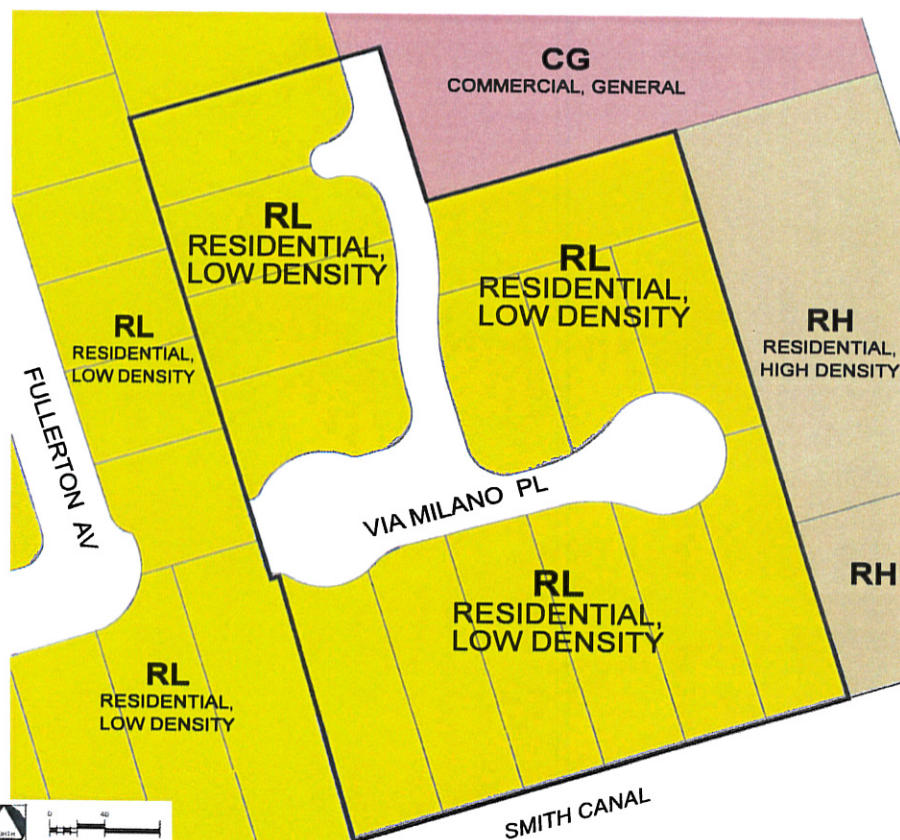 CG
COMMERCIAL, GENERAL
RL
RESIDENTIAL,
LOW DENSITY
RL
RESIDENTIAL,
LOW DENSITY
RL
RESIDENTIAL,
LOW DENSITY
RH
RESIDENTIAL,
HIGH DENSITY
FULLERTON AV
VIA MILANO PL
RL
RESIDENTIAL,
LOW DENSITY
RH
RL
RESIDENTIAL,
LOW DENSITY
SMITH CANAL
0